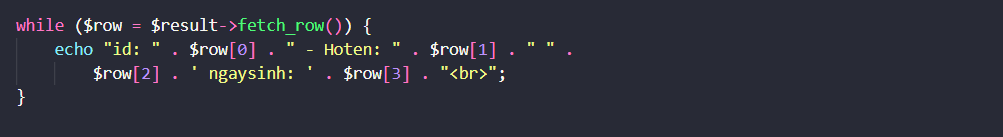 while ($row = $result->fetch_row()) {
    echo "id: " . $row[0] . " - Hoten: " . $row[1] . " " .
        $row[2] . ' ngaysinh: ' . $row[3] . "<br>";
}